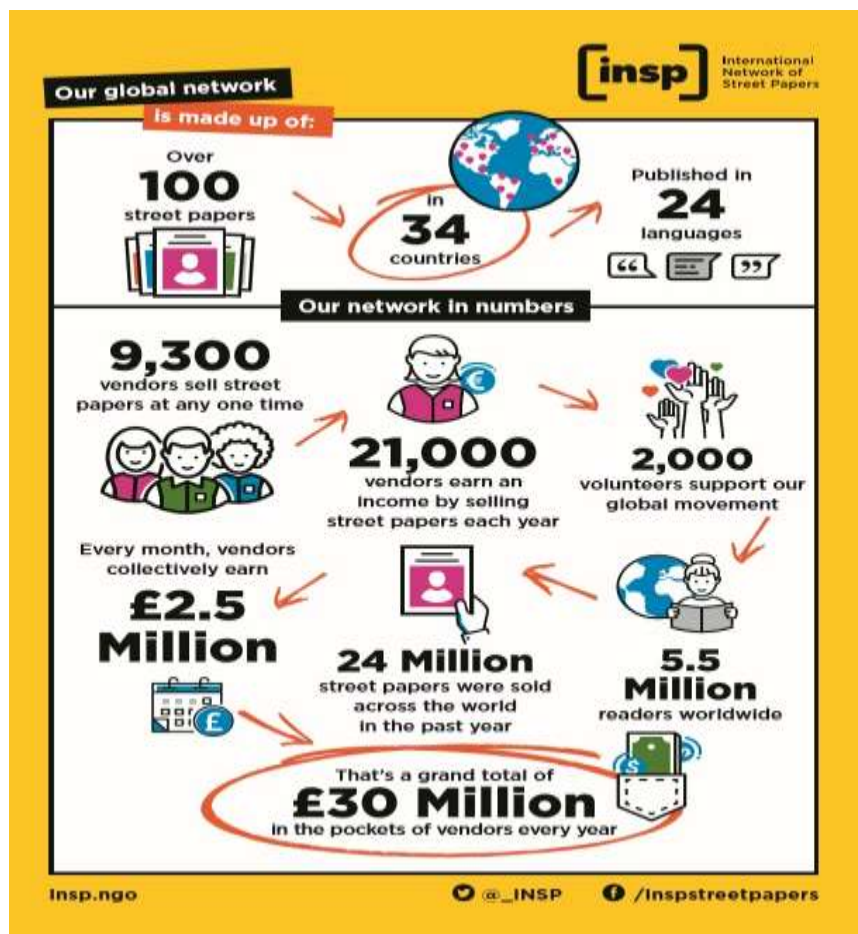 Our global network
is made up of:
[insp]
International
Network of
Street Papers
Over
100
street papers
in
34
countries
Published in
24
languages
Our network in numbers
9,300
vendors sell street
papers at any one time
21,000
vendors earn an
income by selling
street papers each year
2,000
volunteers support our
global movement
5.5
Million
readers worldwide
24 Million
street papers were sold
across the world
in the past year
Every month, vendors
collectively earn
£2.5
Million
£
That's a grand total of
£30 Million
in the pockets of vendors every year
$
Insp.ngo
@_INSP
/Inspstreetpapers